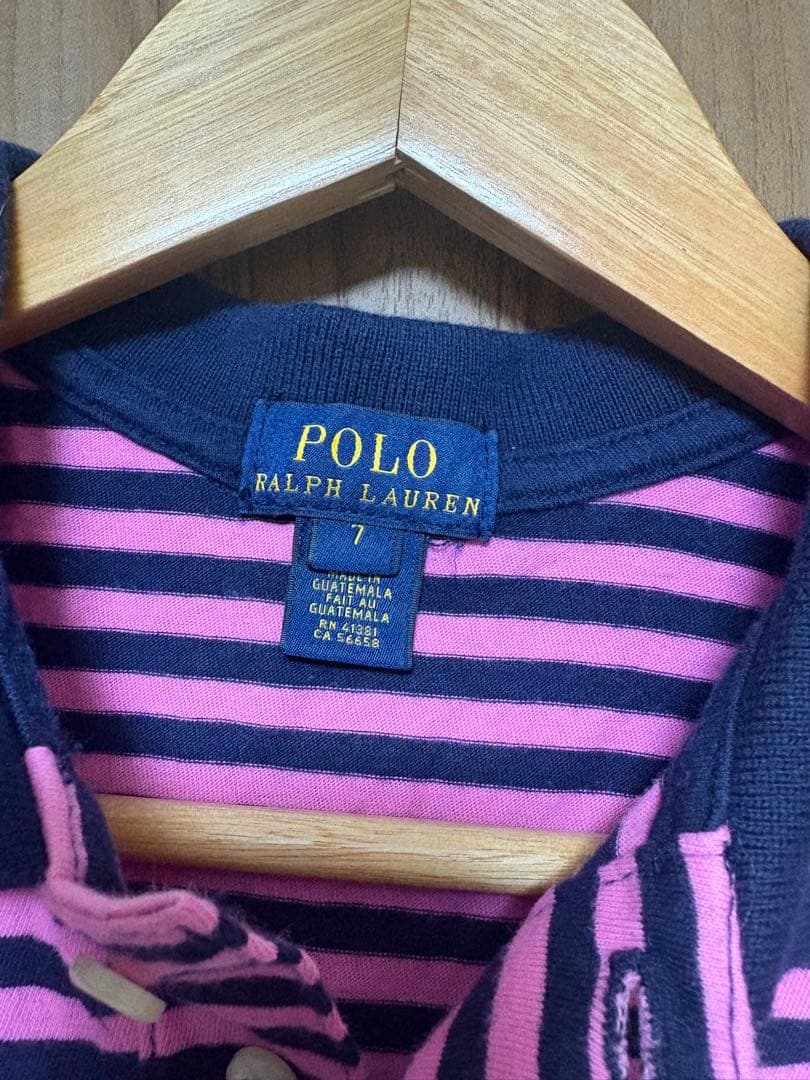 POLO
RALPH LAUREN
7
MADE IN
GUATEMALA
FAIT AU
GUATEMALA
RN 41381
CA 56658